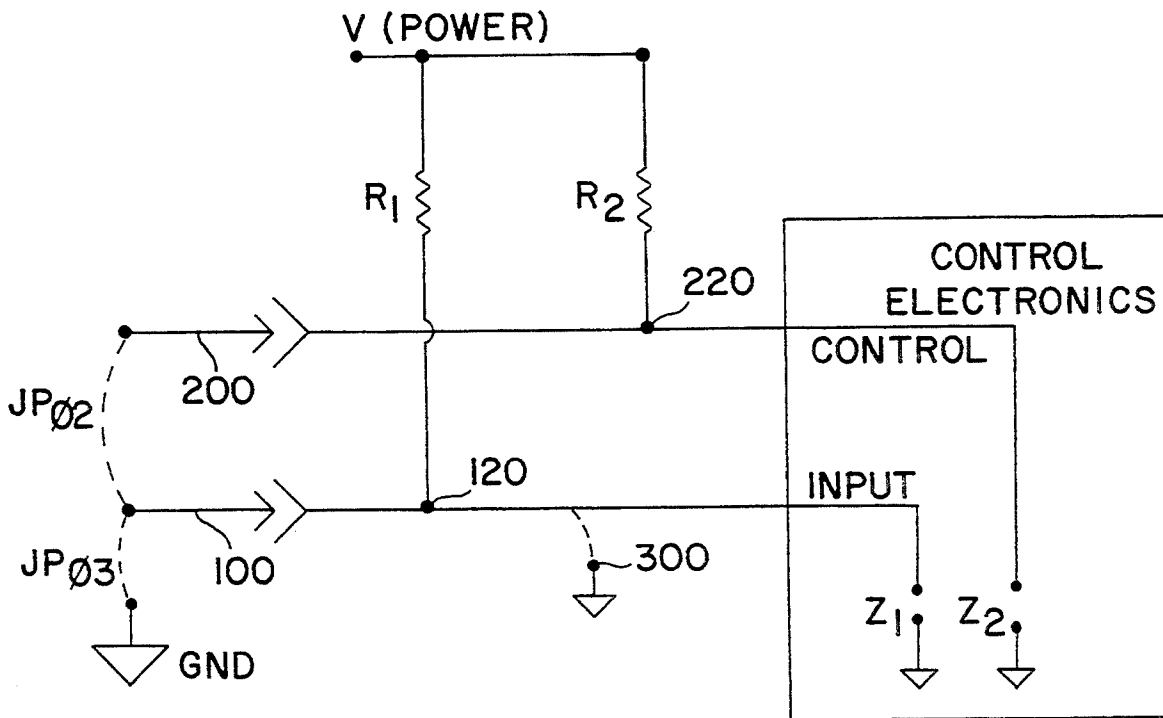 V (POWER)
R1
R2
220
CONTROL
ELECTRONICS
CONTROL
200
JPØ2
120
INPUT
100
300
JPØ3
Z1
Z2
GND